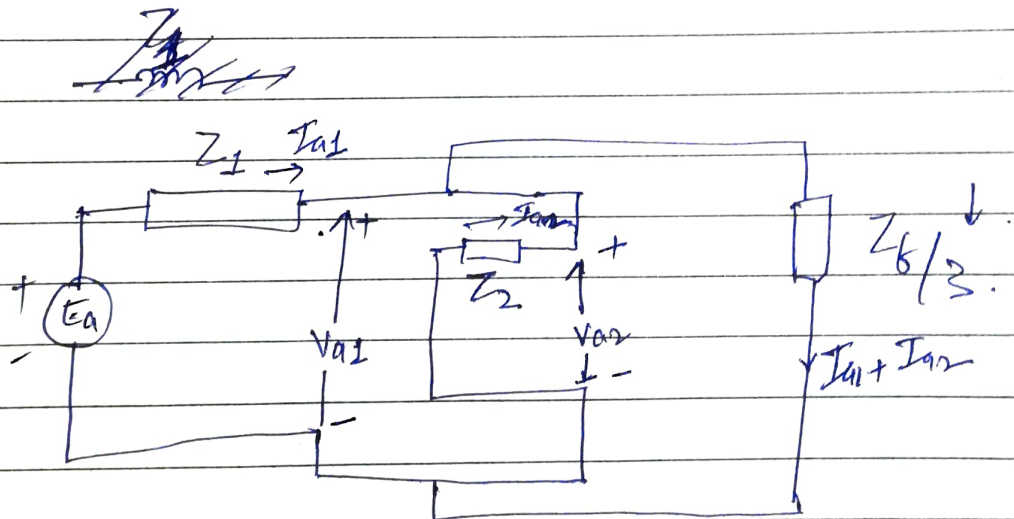 Z1 Ia1
+ Ia2
+ Z2 + Zf/3.
Ea
- Va1 Va2
- Ia1 + Ia2
-